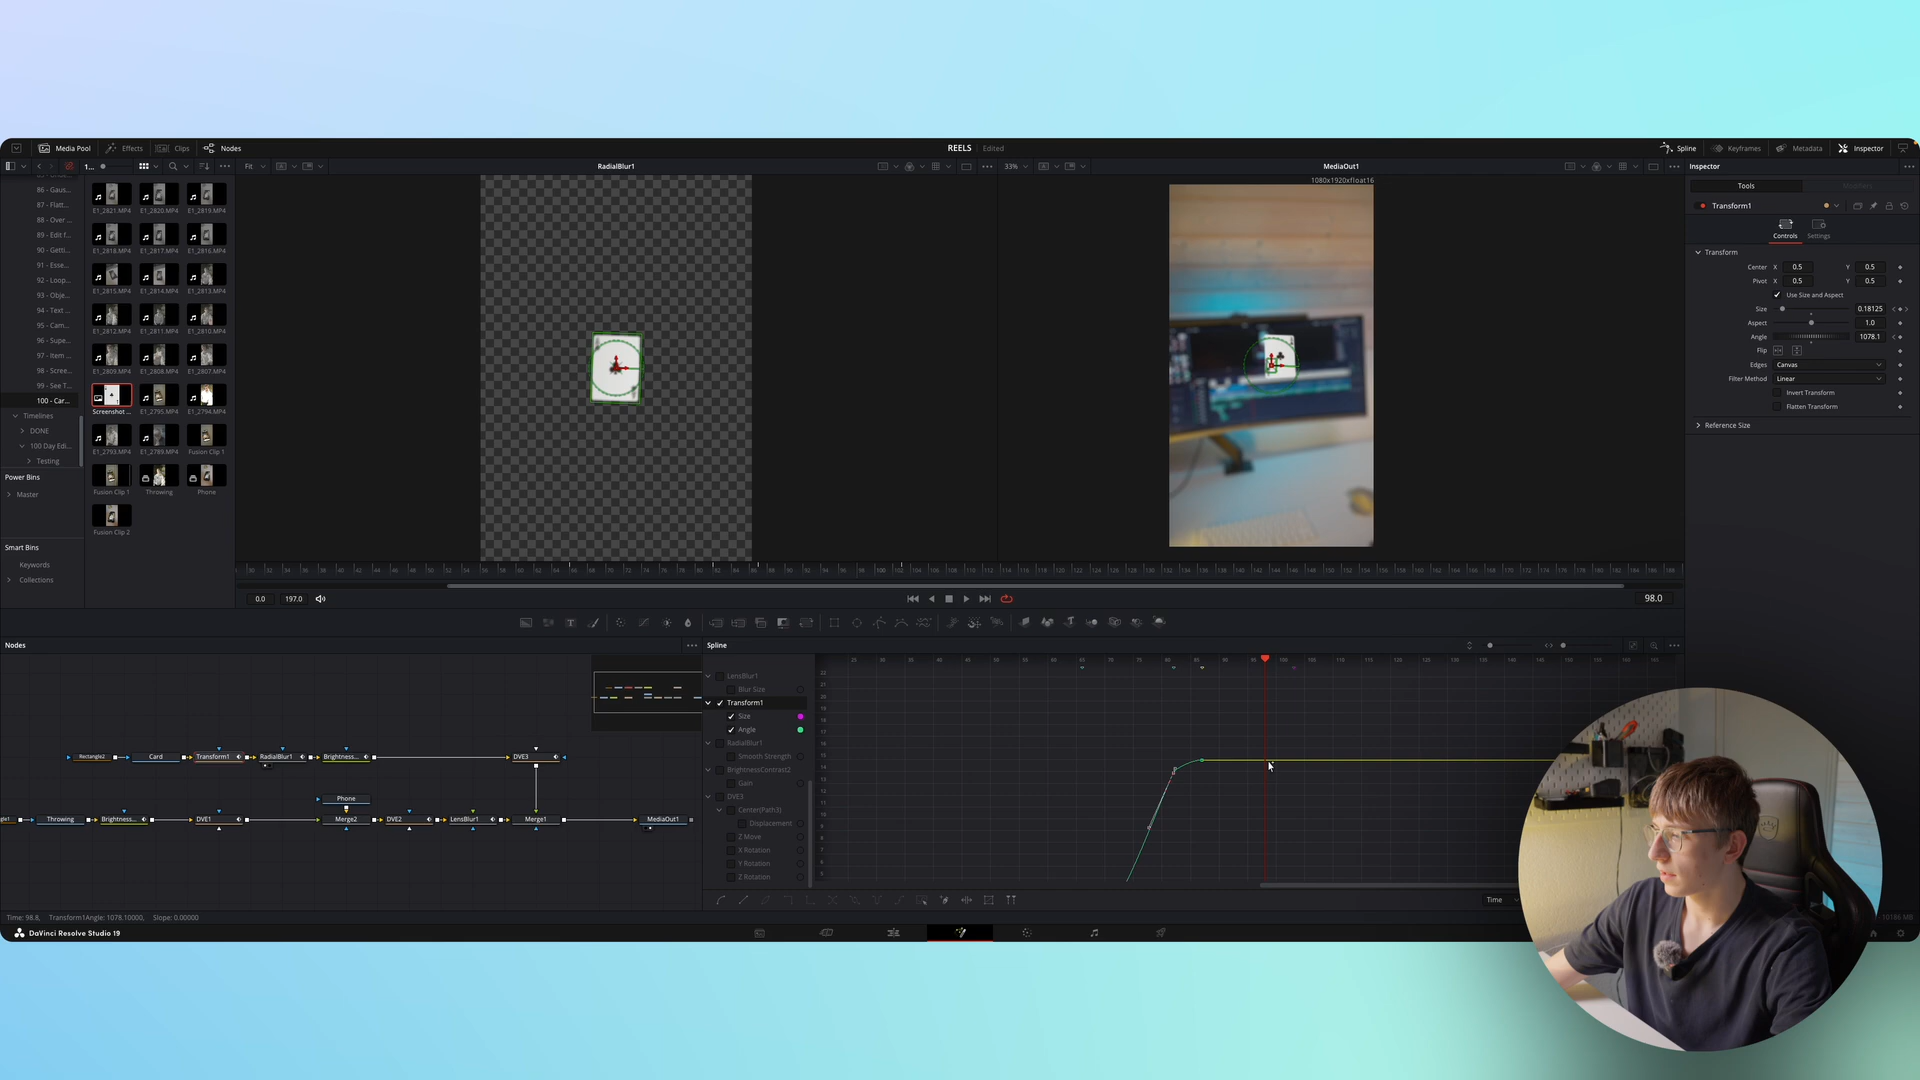 Media Pool Effects Clips Nodes REELS Edited Spline Keyframes Metadata Inspector
1... Fit RadialBlur1 33% MediaOut1 Inspector
1080x1920xfloat16
Tools Modifiers
Transform1
Controls Settings
Transform
Center X 0.5 Y 0.5
Pivot X 0.5 Y 0.5
Use Size and Aspect
Size 0.18125
Aspect 1.0
Angle 1078.1
Flip
Edges Canvas
Filter Method Linear
Invert Transform
Flatten Transform
Reference Size
86 - Gaus...
87 - Flatt...
88 - Over ...
89 - Edit f...
90 - Getti...
91 - Esse...
92 - Loop...
93 - Obje...
94 - Text ...
95 - Cam...
96 - Supe...
97 - Item ...
98 - Scree...
99 - See T...
100 - Car...
Timelines
DONE
100 Day Edi...
Testing
Power Bins
Master
Smart Bins
Keywords
Collections
E1_2821.MP4 E1_2820.MP4 E1_2819.MP4
E1_2818.MP4 E1_2817.MP4 E1_2816.MP4
E1_2815.MP4 E1_2814.MP4 E1_2813.MP4
E1_2812.MP4 E1_2811.MP4 E1_2810.MP4
E1_2809.MP4 E1_2808.MP4 E1_2807.MP4
Screenshot ... E1_2795.MP4 E1_2794.MP4
E1_2793.MP4 E1_2789.MP4 Fusion Clip 1
Fusion Clip 1 Throwing Phone
Fusion Clip 2
0.0 197.0 98.0
Nodes
Rectangle2 Card Transform1 RadialBlur1 Brightness... DVE3
Phone
gle1 Throwing Brightness... DVE1 Merge2 DVE2 LensBlur1 Merge1 MediaOut1
Spline
LensBlur1
Blur Size
Transform1
Size
Angle
RadialBlur1
Smooth Strength
BrightnessContrast2
Gain
DVE3
Center(Path3)
Displacement
Z Move
X Rotation
Y Rotation
Z Rotation
Time
Time: 98.8, Transform1Angle: 1078.10000, Slope: 0.00000
DaVinci Resolve Studio 19